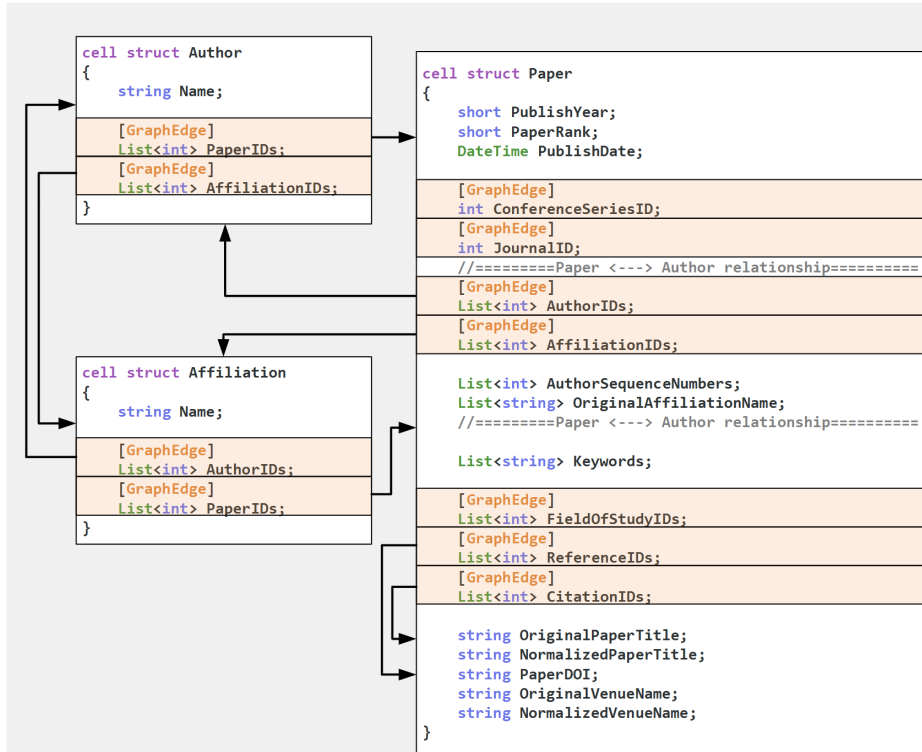 cell struct Author
{
string Name;
[GraphEdge]
List<int> PaperIDs;
[GraphEdge]
List<int> AffiliationIDs;
}
cell struct Affiliation
{
string Name;
[GraphEdge]
List<int> AuthorIDs;
[GraphEdge]
List<int> PaperIDs;
}
cell struct Paper
{
short PublishYear;
short PaperRank;
DateTime PublishDate;
[GraphEdge]
int ConferenceSeriesID;
[GraphEdge]
int JournalID;
//=========Paper <---> Author relationship==========
[GraphEdge]
List<int> AuthorIDs;
[GraphEdge]
List<int> AffiliationIDs;
List<int> AuthorSequenceNumbers;
List<string> OriginalAffiliationName;
//=========Paper <---> Author relationship==========
List<string> Keywords;
[GraphEdge]
List<int> FieldOfStudyIDs;
[GraphEdge]
List<int> ReferenceIDs;
[GraphEdge]
List<int> CitationIDs;
string OriginalPaperTitle;
string NormalizedPaperTitle;
string PaperDOI;
string OriginalVenueName;
string NormalizedVenueName;
}